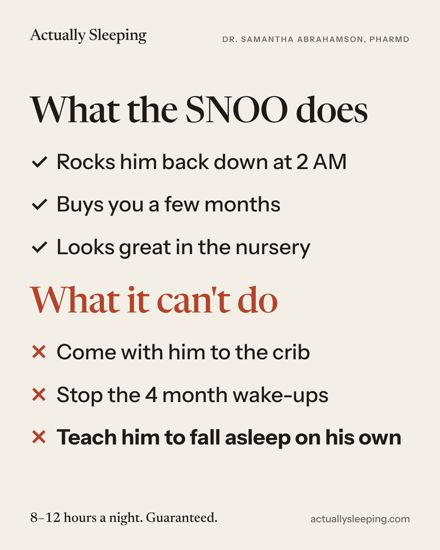 Actually Sleeping
DR. SAMANTHA ABRAHAMSON, PHARMD
What the SNOO does
✓ Rocks him back down at 2 AM
✓ Buys you a few months
✓ Looks great in the nursery
What it can't do
✕ Come with him to the crib
✕ Stop the 4 month wake-ups
✕ Teach him to fall asleep on his own
8–12 hours a night. Guaranteed.
actuallysleeping.com